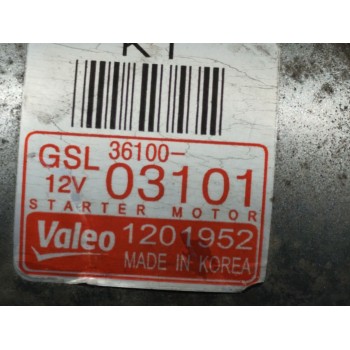 GSL 36100-
12V 03101
STARTER MOTOR
Valeo 1201952
MADE IN KOREA